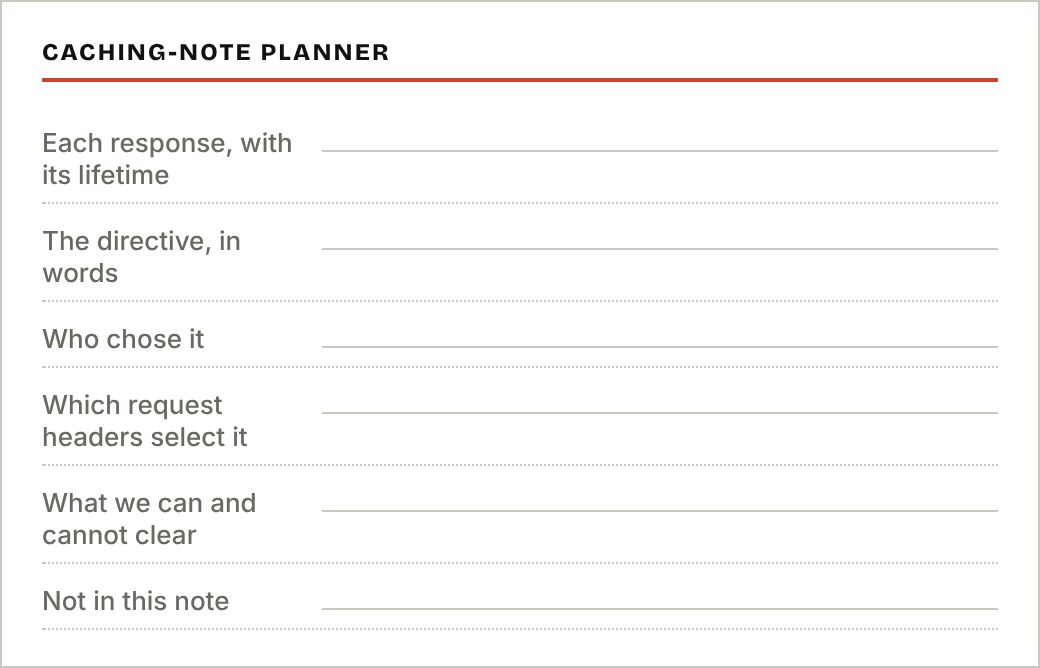 CACHING-NOTE PLANNER
Each response, with
its lifetime
The directive, in
words
Who chose it
Which request
headers select it
What we can and
cannot clear
Not in this note